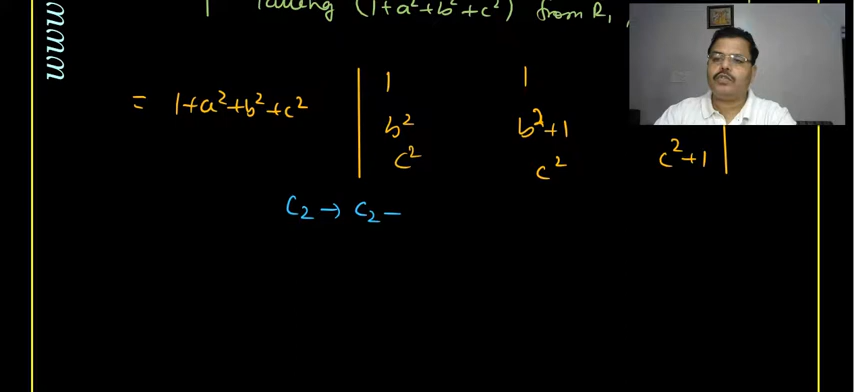 Taking (1+a²+b²+c²) from R₁,
= 1+a²+b²+c² | 1 1
b² b²+1
c² c² c²+1 |
C₂ → C₂ −
www